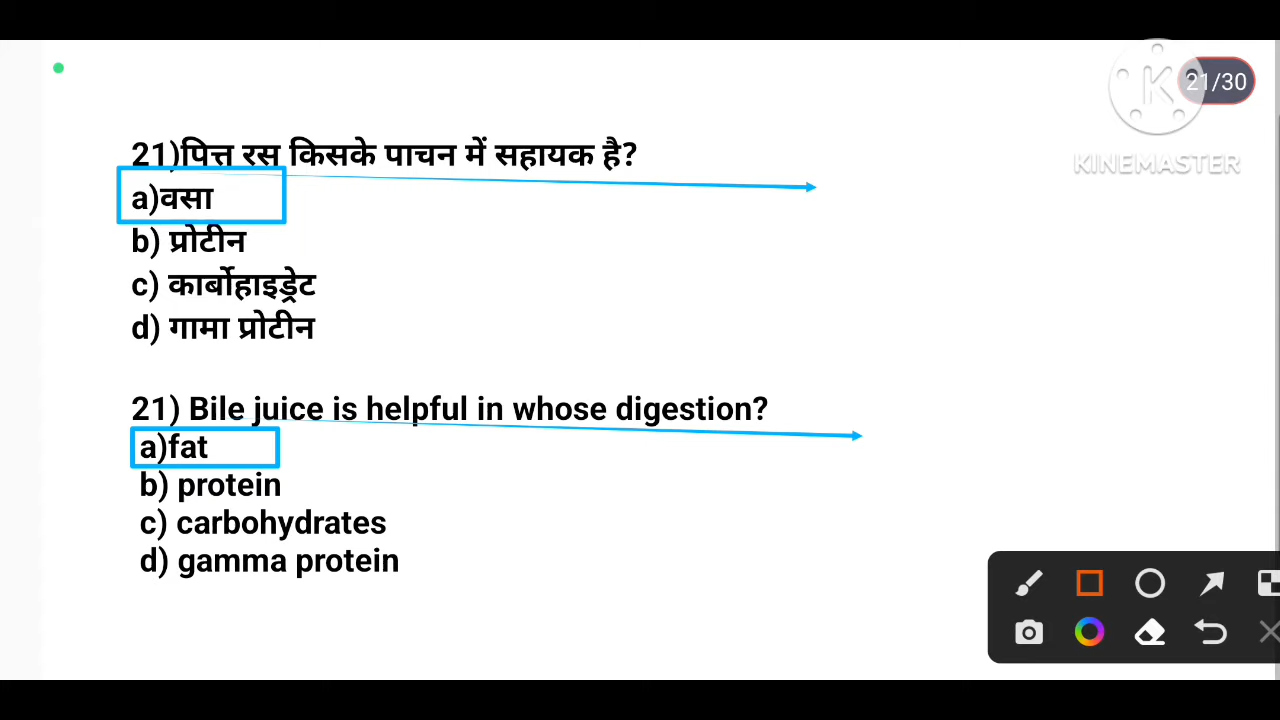 21/30
KINEMASTER
21)पित्त रस किसके पाचन में सहायक है?
a)वसा
b) प्रोटीन
c) कार्बोहाइड्रेट
d) गामा प्रोटीन
21) Bile juice is helpful in whose digestion?
a)fat
b) protein
c) carbohydrates
d) gamma protein